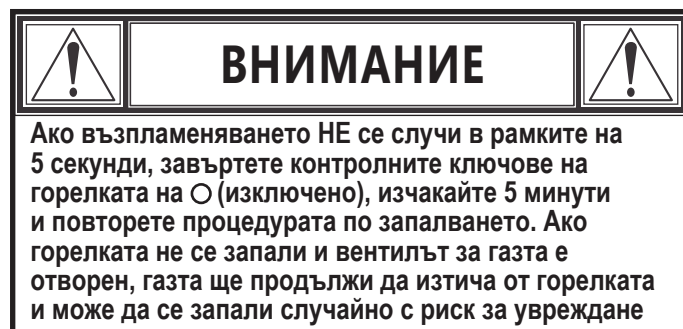 ВНИМАНИЕ
Ако възпламеняването НЕ се случи в рамките на
5 секунди, завъртете контролните ключове на
горелката на ○ (изключено), изчакайте 5 минути
и повторете процедурата по запалването. Ако
горелката не се запали и вентилът за газта е
отворен, газта ще продължи да изтича от горелката
и може да се запали случайно с риск за увреждане